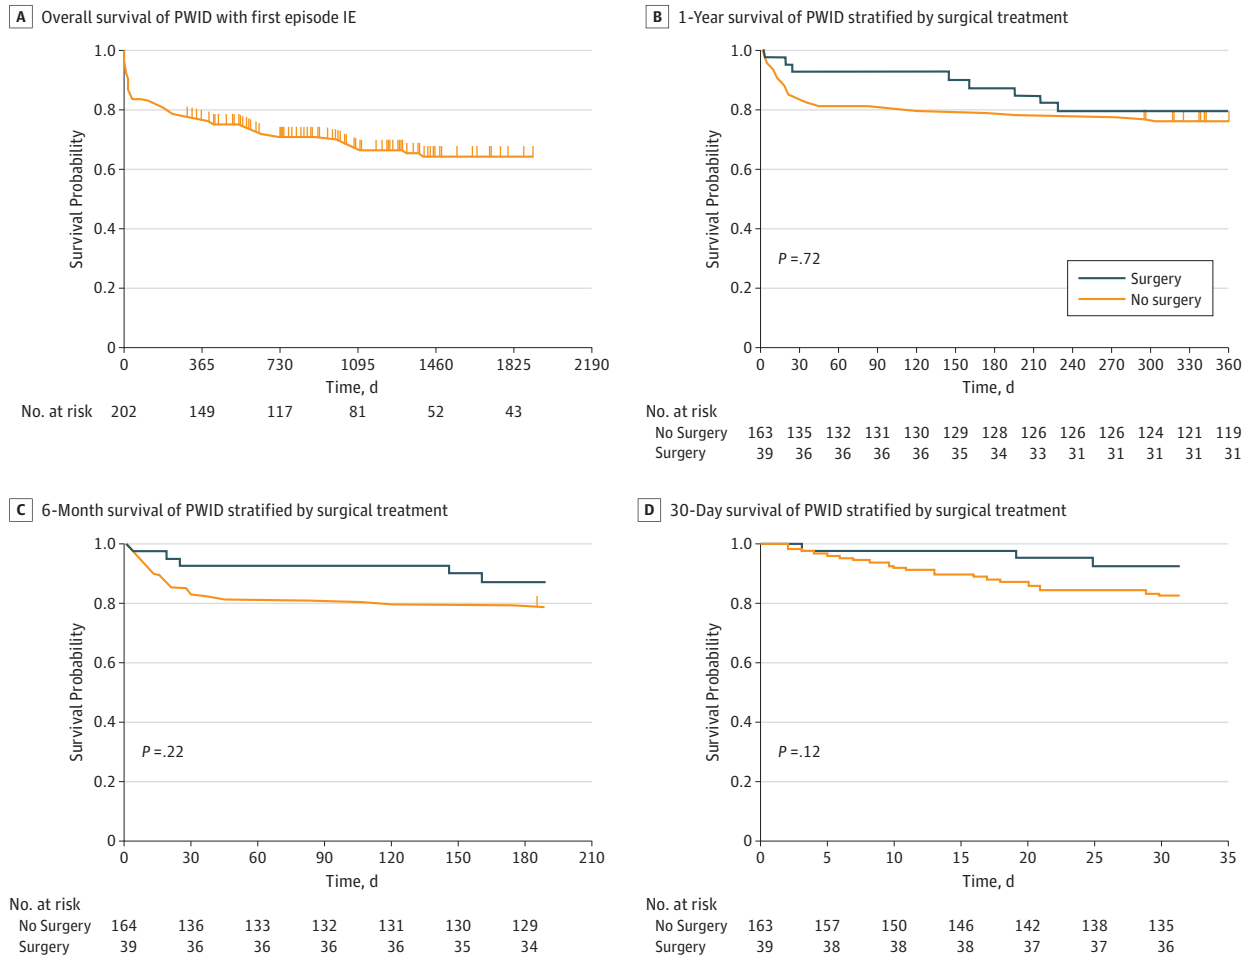 A Overall survival of PWID with first episode IE
1.0
0.8
0.6
0.4
0.2
0
Survival Probability
0 365 730 1095 1460 1825 2190
Time, d
No. at risk 202 149 117 81 52 43
B 1-Year survival of PWID stratified by surgical treatment
1.0
0.8
0.6
0.4
0.2
0
Survival Probability
P =.72
Surgery
No surgery
0 30 60 90 120 150 180 210 240 270 300 330 360
Time, d
No. at risk
No Surgery 163 135 132 131 130 129 128 126 126 126 124 121 119
Surgery 39 36 36 36 36 35 34 33 31 31 31 31 31
C 6-Month survival of PWID stratified by surgical treatment
1.0
0.8
0.6
0.4
0.2
0
Survival Probability
P =.22
0 30 60 90 120 150 180 210
Time, d
No. at risk
No Surgery 164 136 133 132 131 130 129
Surgery 39 36 36 36 36 35 34
D 30-Day survival of PWID stratified by surgical treatment
1.0
0.8
0.6
0.4
0.2
0
Survival Probability
P =.12
0 5 10 15 20 25 30 35
Time, d
No. at risk
No Surgery 163 157 150 146 142 138 135
Surgery 39 38 38 38 37 37 36